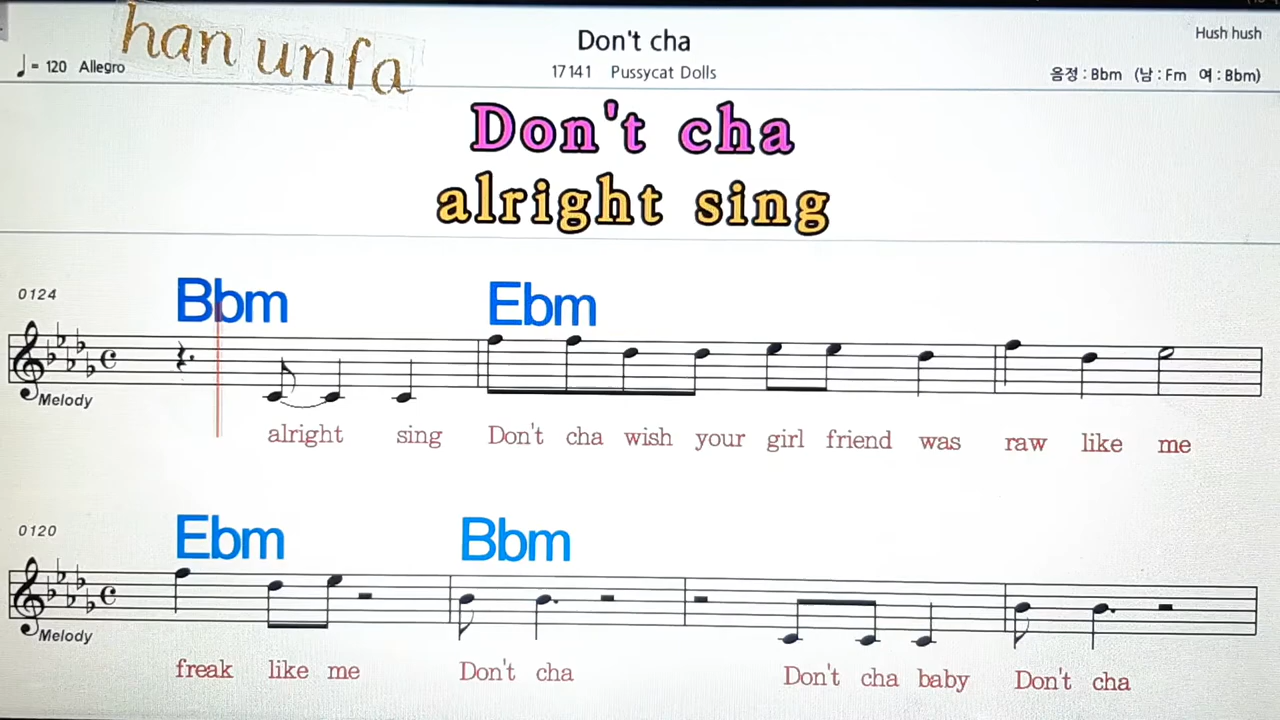 han unfa
Don't cha
Hush hush
♩= 120 Allegro
17141 Pussycat Dolls
음정 : Bbm (남 : Fm 여 : Bbm)
Don't cha
alright sing
0124
Bbm Ebm
Melody
alright sing Don't cha wish your girl friend was raw like me
0120
Ebm Bbm
Melody
freak like me Don't cha Don't cha baby Don't cha